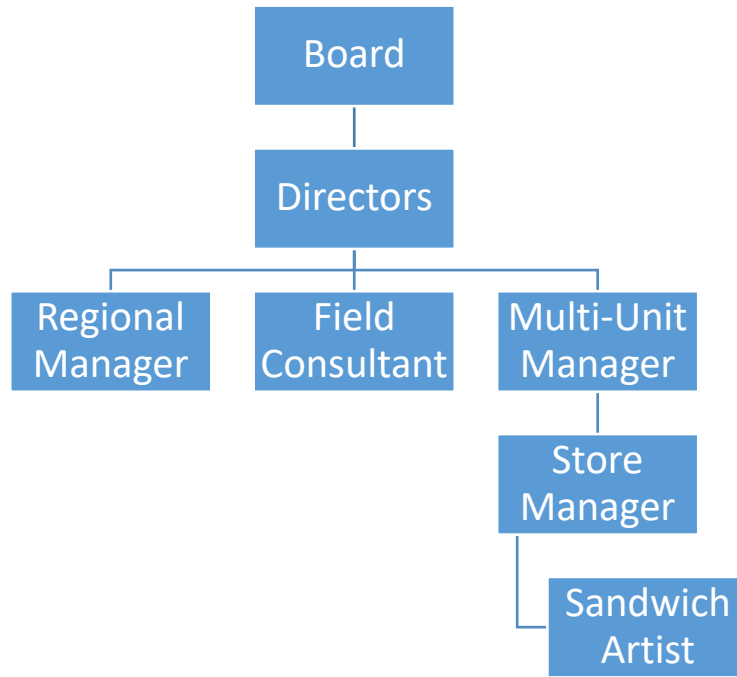 Board
Directors
Regional
Manager
Field
Consultant
Multi-Unit
Manager
Store
Manager
Sandwich
Artist